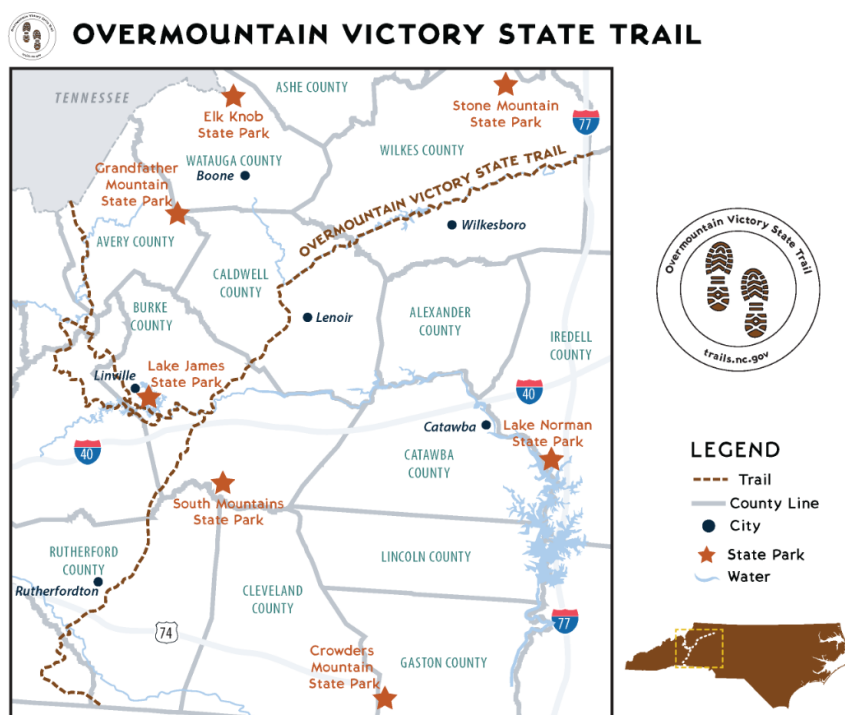 OVERMOUNTAIN VICTORY STATE TRAIL
TENNESSEE
ASHE COUNTY
Elk Knob
State Park
Stone Mountain
State Park
77
WATAUGA COUNTY
Boone
WILKES COUNTY
Grandfather
Mountain
State Park
OVERMOUNTAIN VICTORY STATE TRAIL
Wilkesboro
AVERY COUNTY
CALDWELL
COUNTY
BURKE
COUNTY
Lenoir
ALEXANDER
COUNTY
IREDELL
COUNTY
Linville
Lake James
State Park
40
40
Catawba
Lake Norman
State Park
CATAWBA
COUNTY
South Mountains
State Park
RUTHERFORD
COUNTY
Rutherfordton
LINCOLN COUNTY
CLEVELAND
COUNTY
74
77
Crowders
Mountain
State Park
GASTON COUNTY
Overmountain Victory State Trail
trails.nc.gov
LEGEND
Trail
County Line
City
State Park
Water